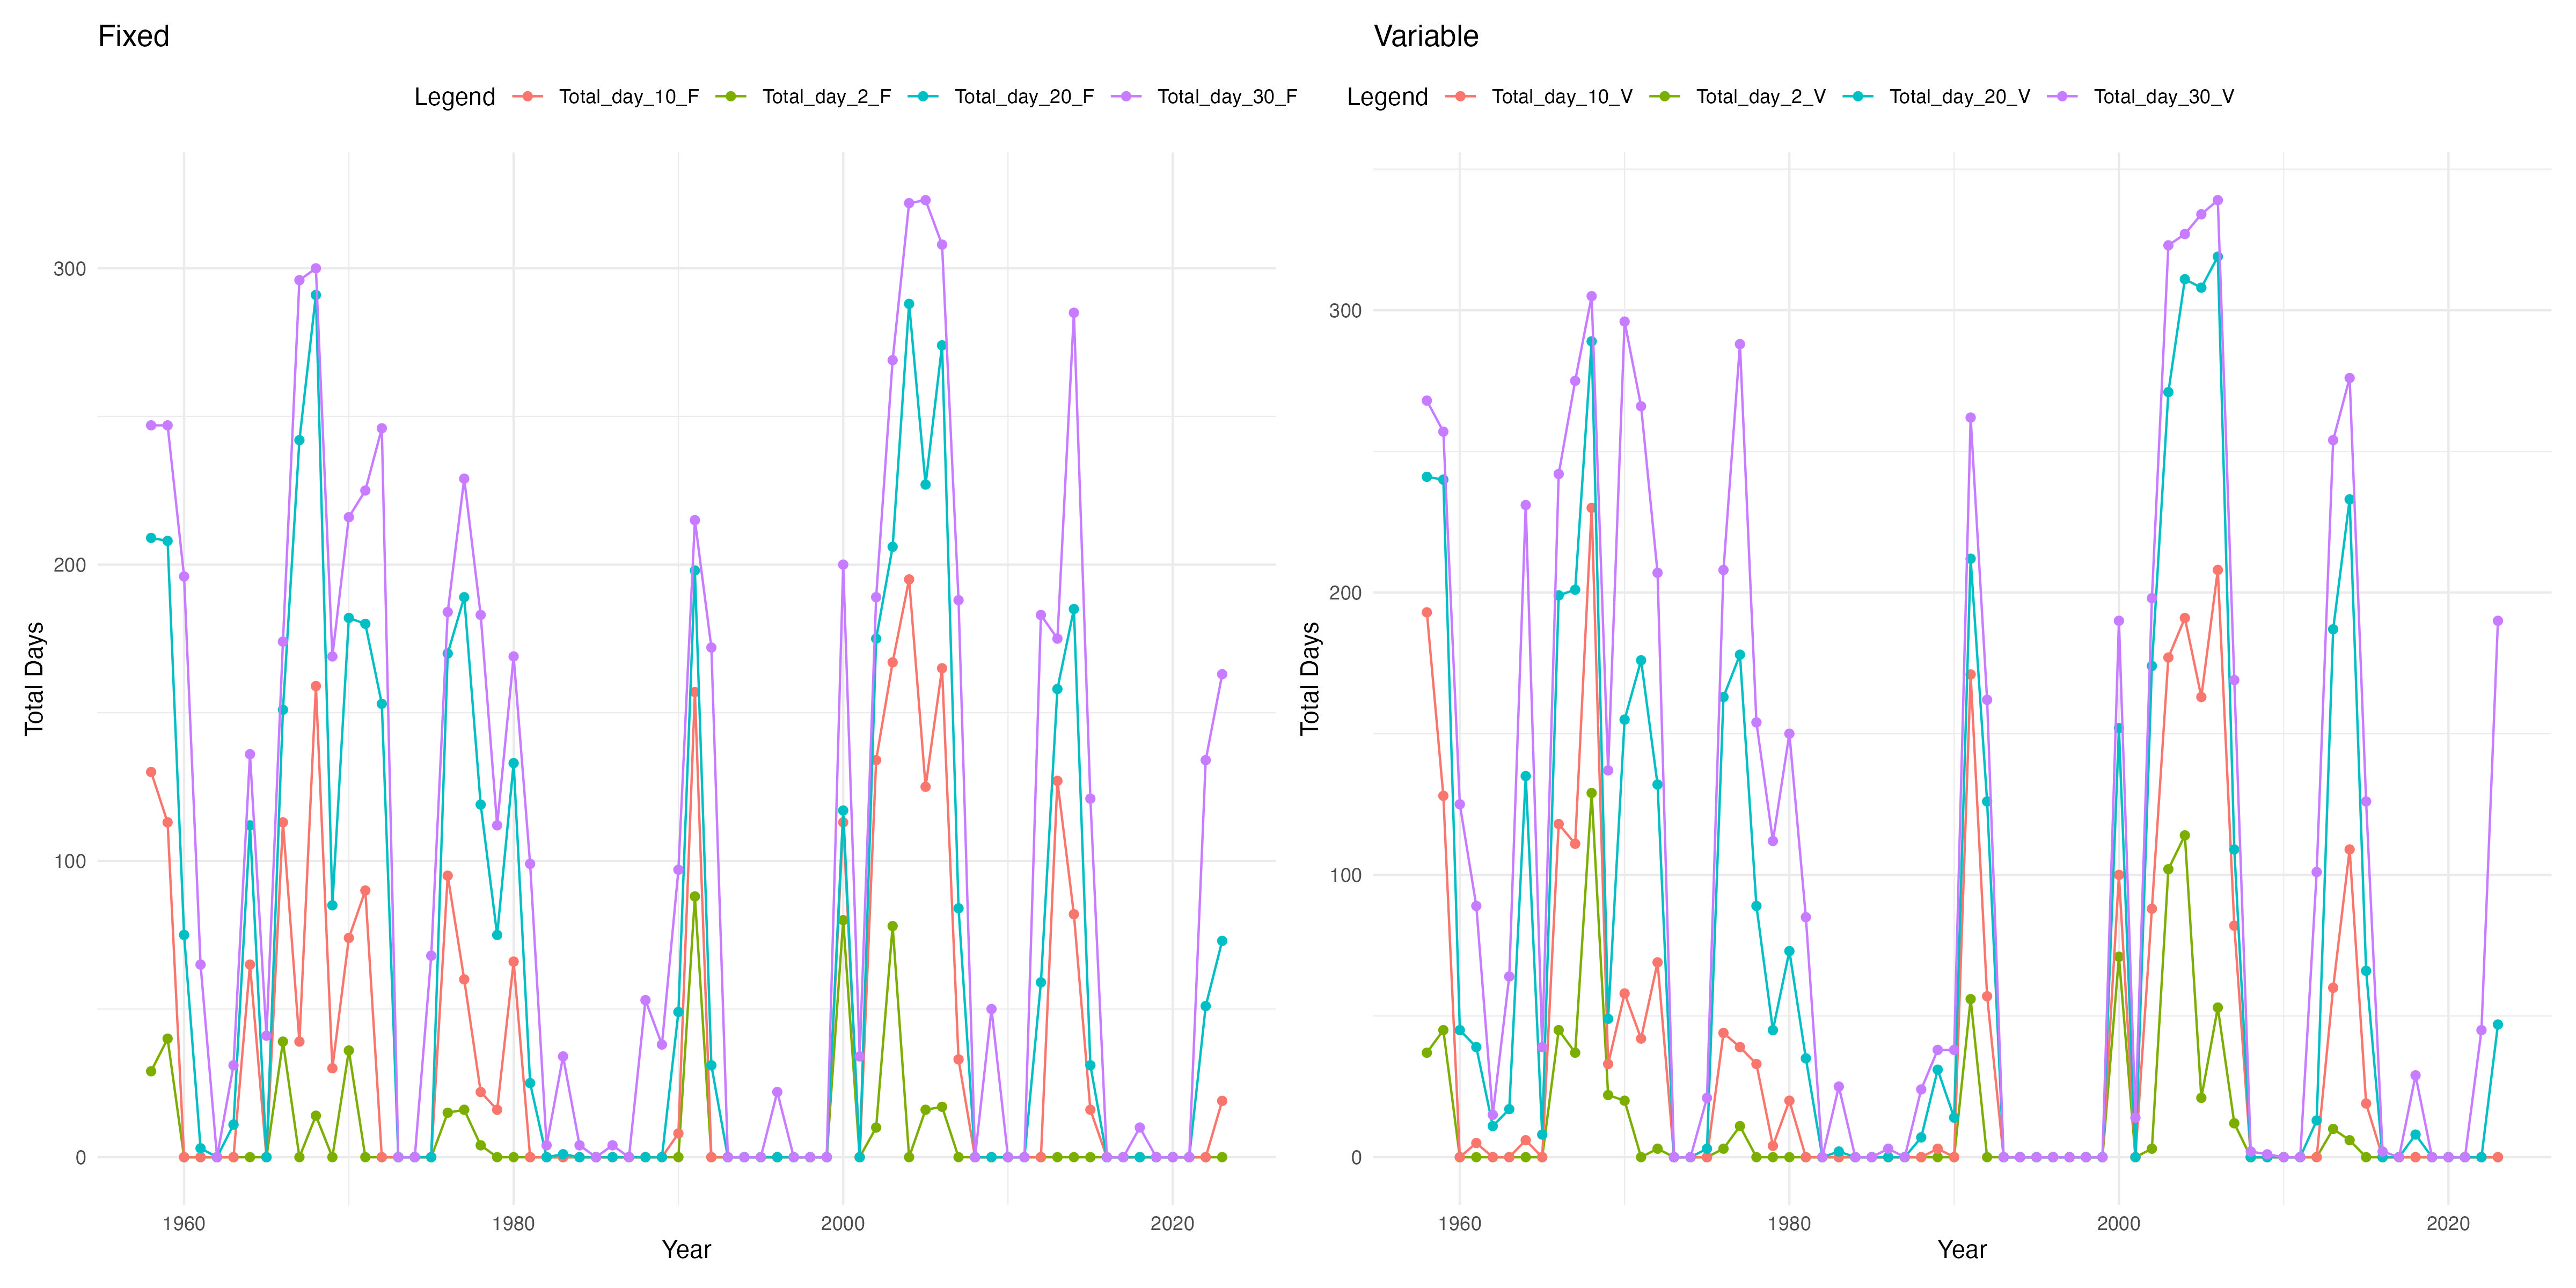 Fixed
Legend Total_day_10_F Total_day_2_F Total_day_20_F Total_day_30_F
300
200
100
0
Total Days
1960 1980 2000 2020
Year
Variable
Legend Total_day_10_V Total_day_2_V Total_day_20_V Total_day_30_V
300
200
100
0
Total Days
1960 1980 2000 2020
Year